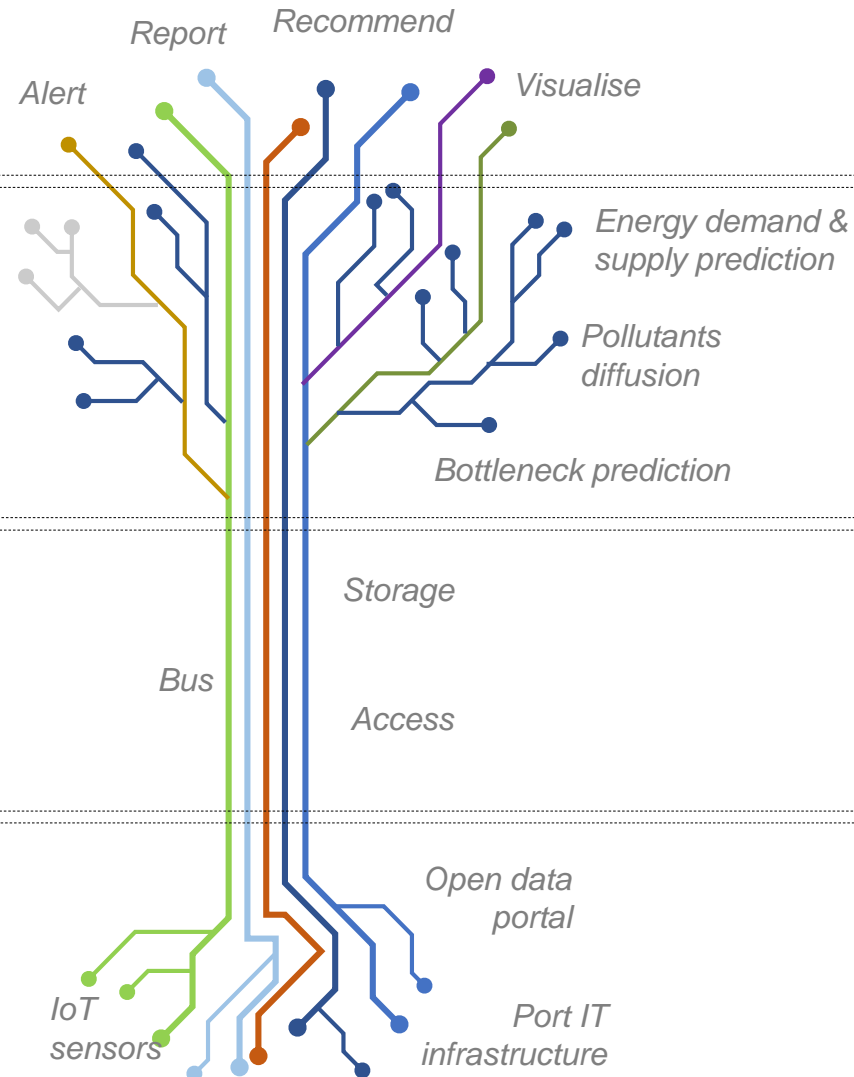 Report
Recommend
Alert
Visualise
Energy demand &
supply prediction
Pollutants
diffusion
Bottleneck prediction
Storage
Bus
Access
Open data
portal
IoT
sensors
Port IT
infrastructure